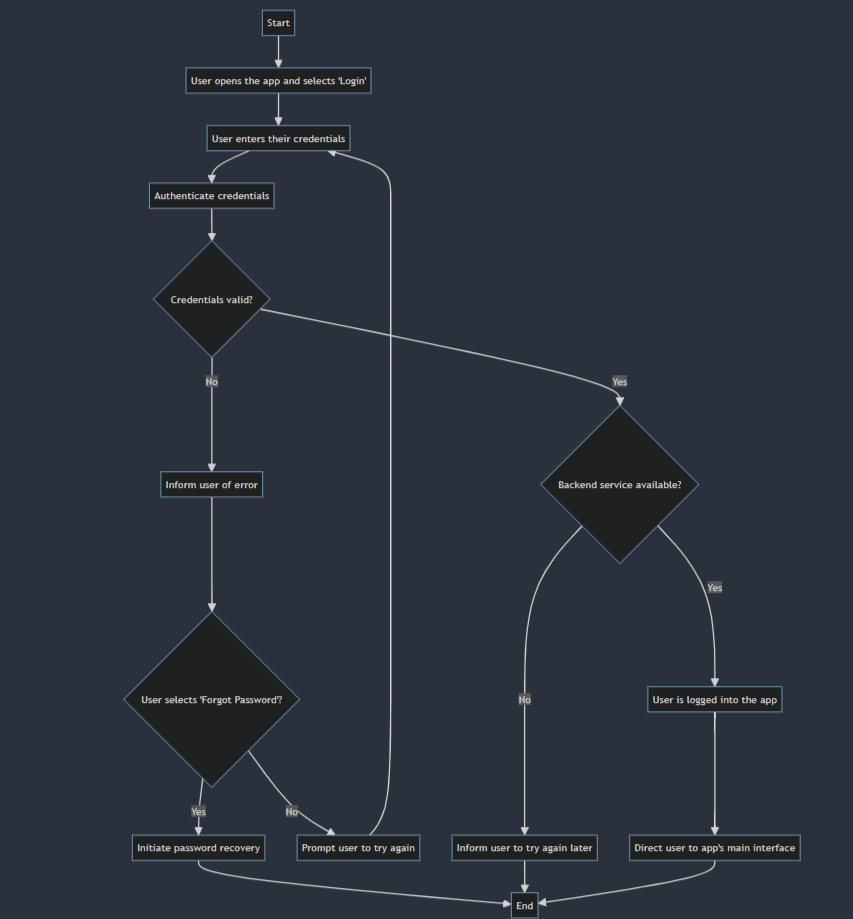 Start
User opens the app and selects 'Login'
User enters their credentials
Authenticate credentials
Credentials valid?
No
Yes
Inform user of error
Backend service available?
Yes
User selects 'Forgot Password'?
No
User is logged into the app
Yes
No
Initiate password recovery
Prompt user to try again
Inform user to try again later
Direct user to app's main interface
End